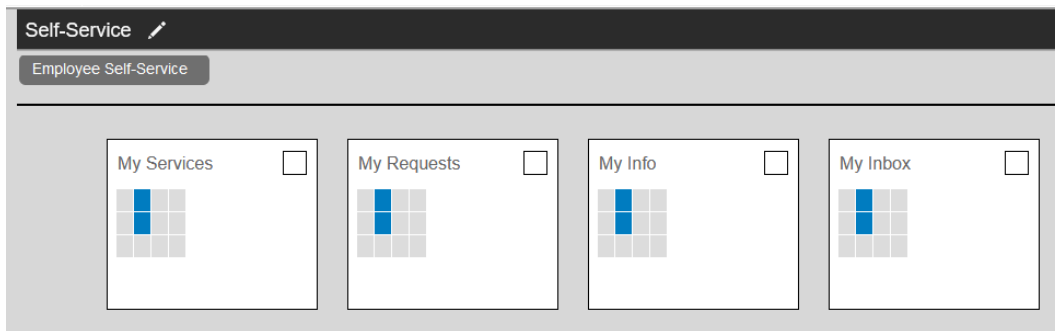 Self-Service
Employee Self-Service
My Services
My Requests
My Info
My Inbox